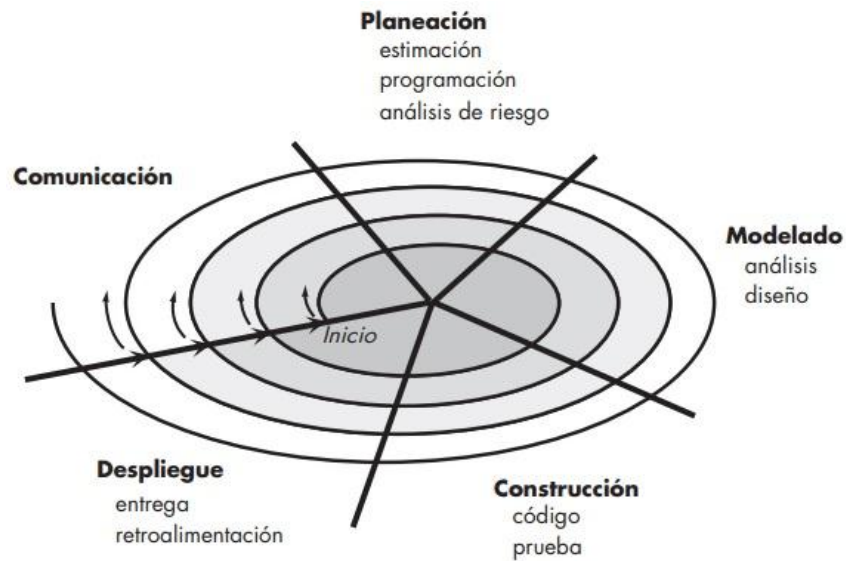 Planeación
estimación
programación
análisis de riesgo
Comunicación
Modelado
análisis
diseño
Inicio
Despliegue
entrega
retroalimentación
Construcción
código
prueba